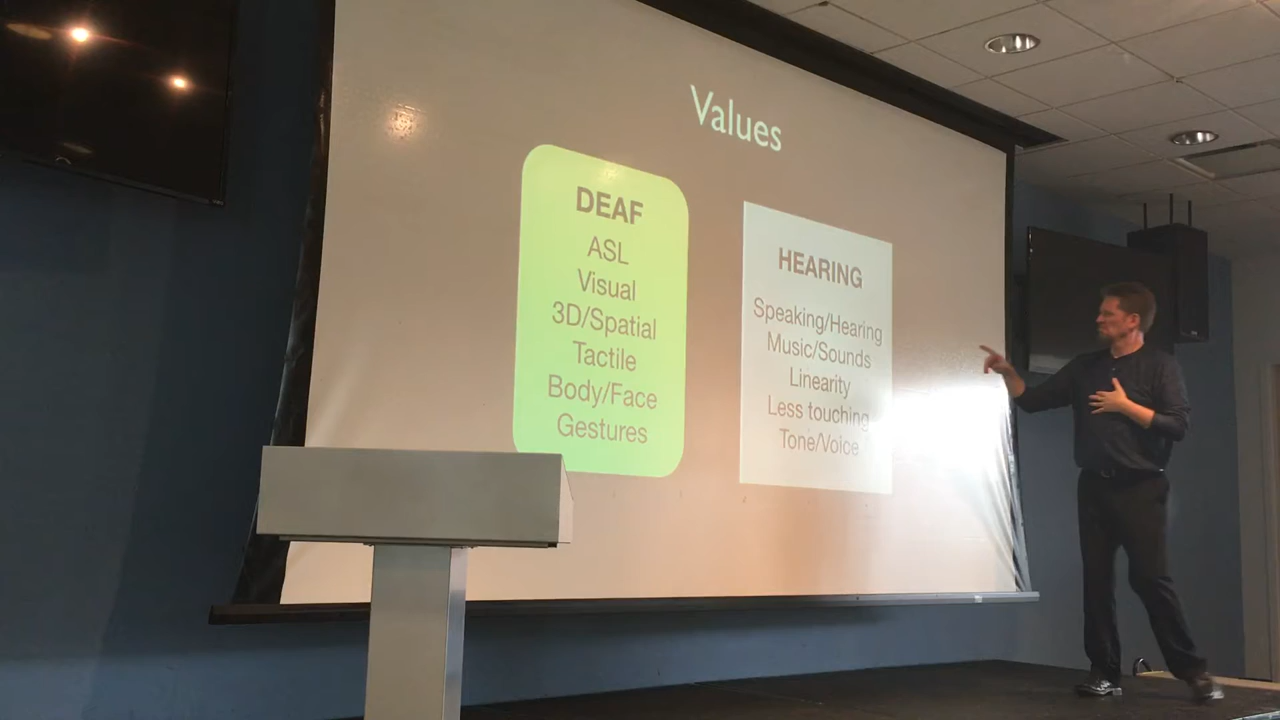 Values
DEAF
ASL
Visual
3D/Spatial
Tactile
Body/Face
Gestures
HEARING
Speaking/Hearing
Music/Sounds
Linearity
Less touching
Tone/Voice